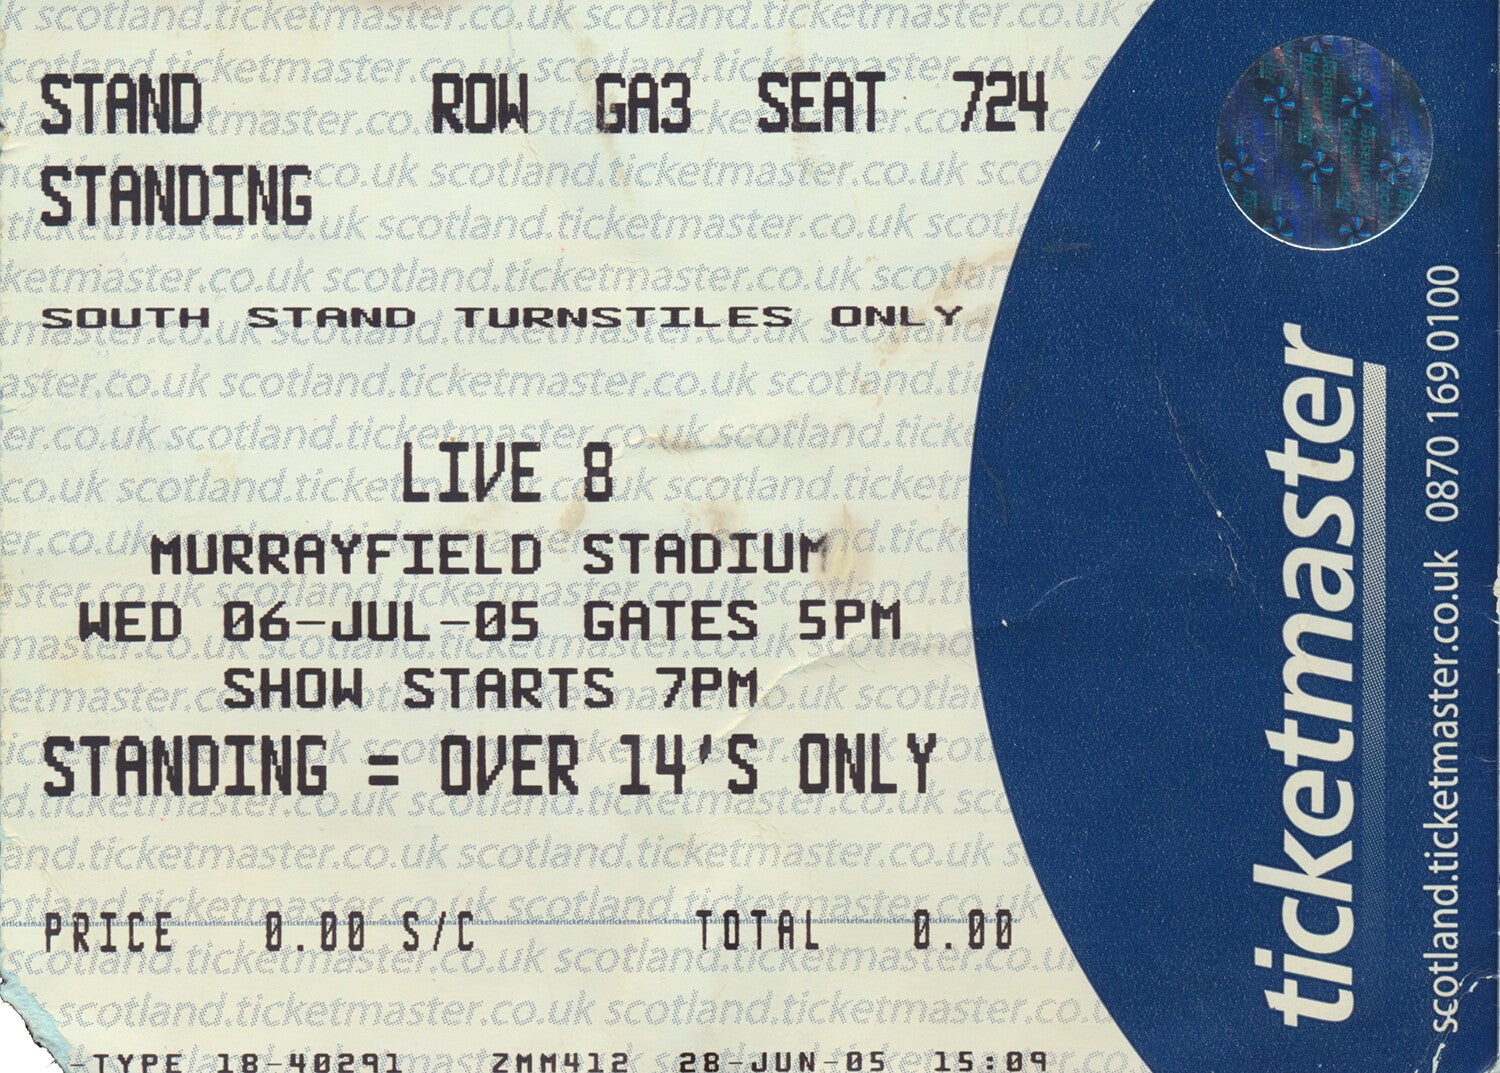 STAND ROW GA3 SEAT 724
STANDING
SOUTH STAND TURNSTILES ONLY
LIVE 8
MURRAYFIELD STADIUM
WED 06-JUL-05 GATES 5PM
SHOW STARTS 7PM
STANDING = OVER 14'S ONLY
PRICE 0.00 S/C TOTAL 0.00
-TYPE 18-40291 ZMM412 28-JUN-05 15:09
ticketmaster
scotland.ticketmaster.co.uk 0870 169 0100